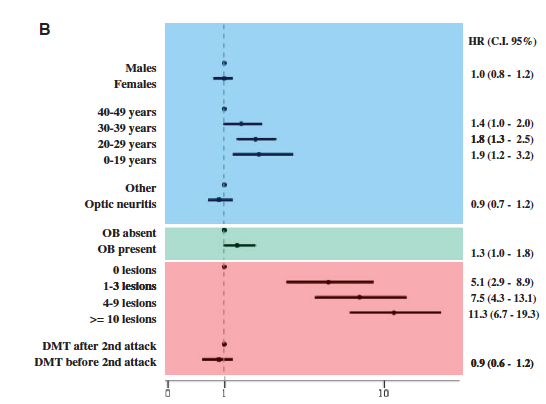 B
HR (C.I. 95%)
Males
Females 1.0 (0.8 - 1.2)
40-49 years
30-39 years 1.4 (1.0 - 2.0)
20-29 years 1.8 (1.3 - 2.5)
0-19 years 1.9 (1.2 - 3.2)
Other
Optic neuritis 0.9 (0.7 - 1.2)
OB absent
OB present 1.3 (1.0 - 1.8)
0 lesions
1-3 lesions 5.1 (2.9 - 8.9)
4-9 lesions 7.5 (4.3 - 13.1)
>= 10 lesions 11.3 (6.7 - 19.3)
DMT after 2nd attack
DMT before 2nd attack 0.9 (0.6 - 1.2)
0 1 10